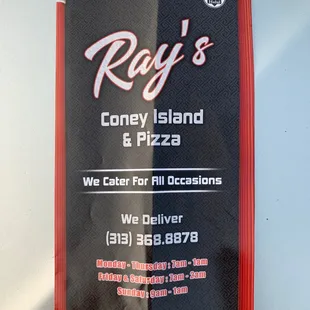 Ray's
Coney Island
& Pizza
We Cater For All Occasions
We Deliver
(313) 368.8878
Monday - Thursday : 7am - 1am
Friday & Saturday : 7am - 2am
Sunday : 9am - 1am